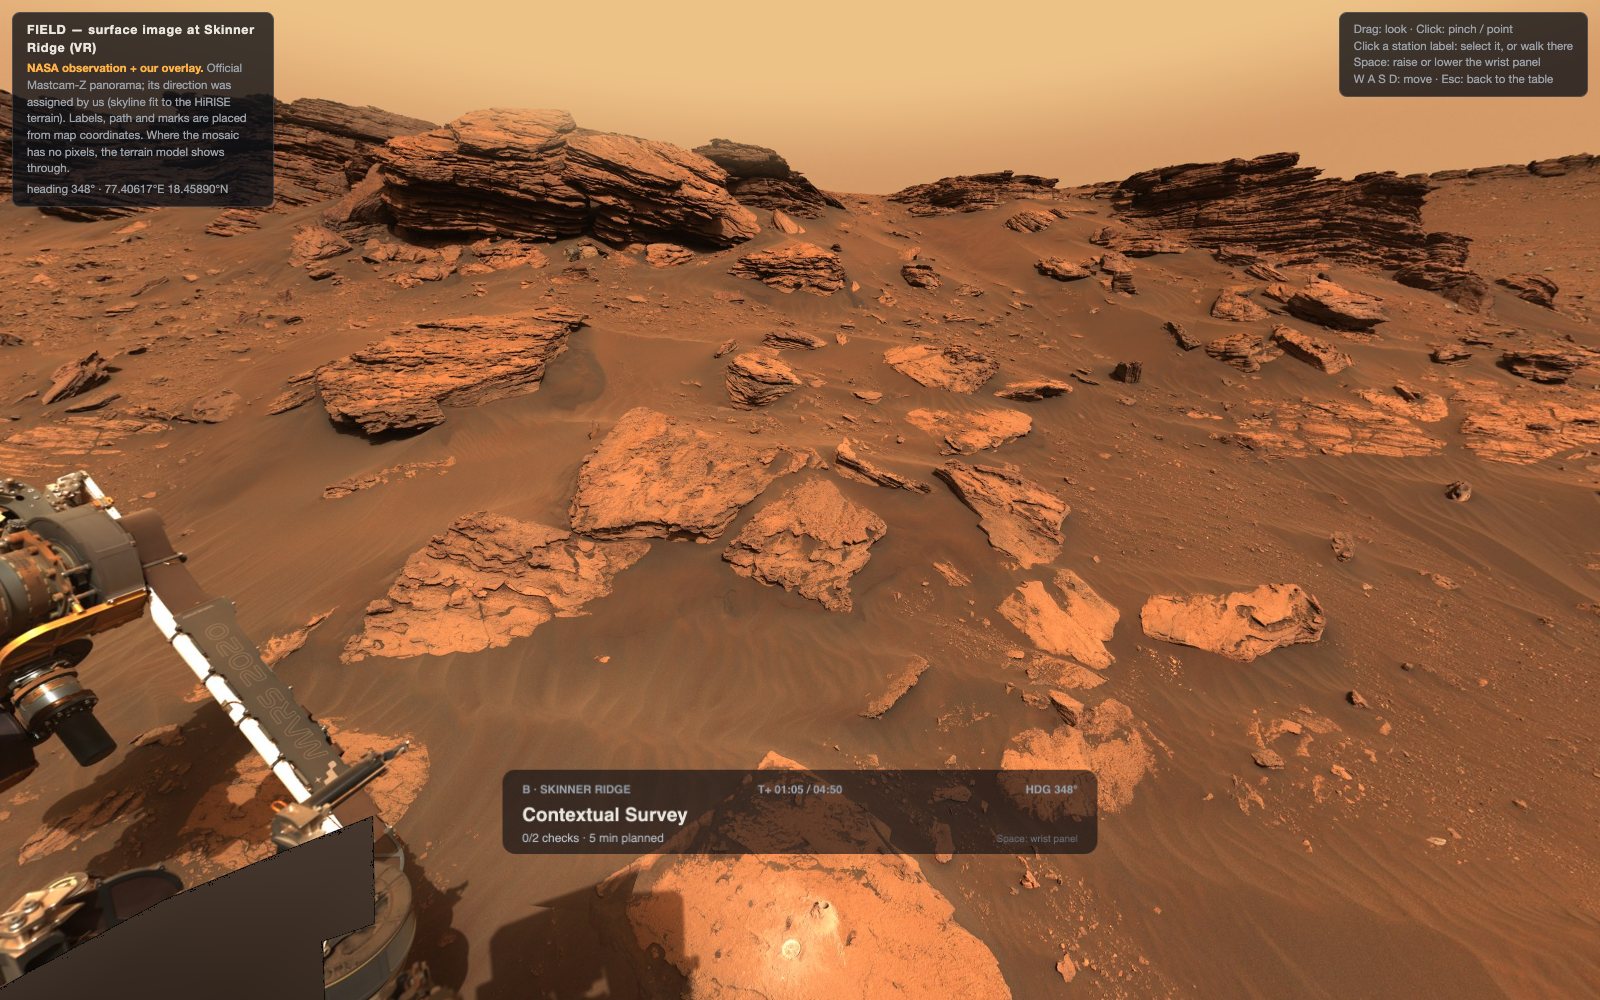 FIELD — surface image at Skinner
Ridge (VR)
NASA observation + our overlay. Official
Mastcam-Z panorama; its direction was
assigned by us (skyline fit to the HiRISE
terrain). Labels, path and marks are placed
from map coordinates. Where the mosaic
has no pixels, the terrain model shows
through.
heading 348° · 77.40617°E 18.45890°N
Drag: look · Click: pinch / point
Click a station label: select it, or walk there
Space: raise or lower the wrist panel
W A S D: move · Esc: back to the table
MARS 2020
B · SKINNER RIDGE T+ 01:05 / 04:50 HDG 348°
Contextual Survey
0/2 checks · 5 min planned Space: wrist panel